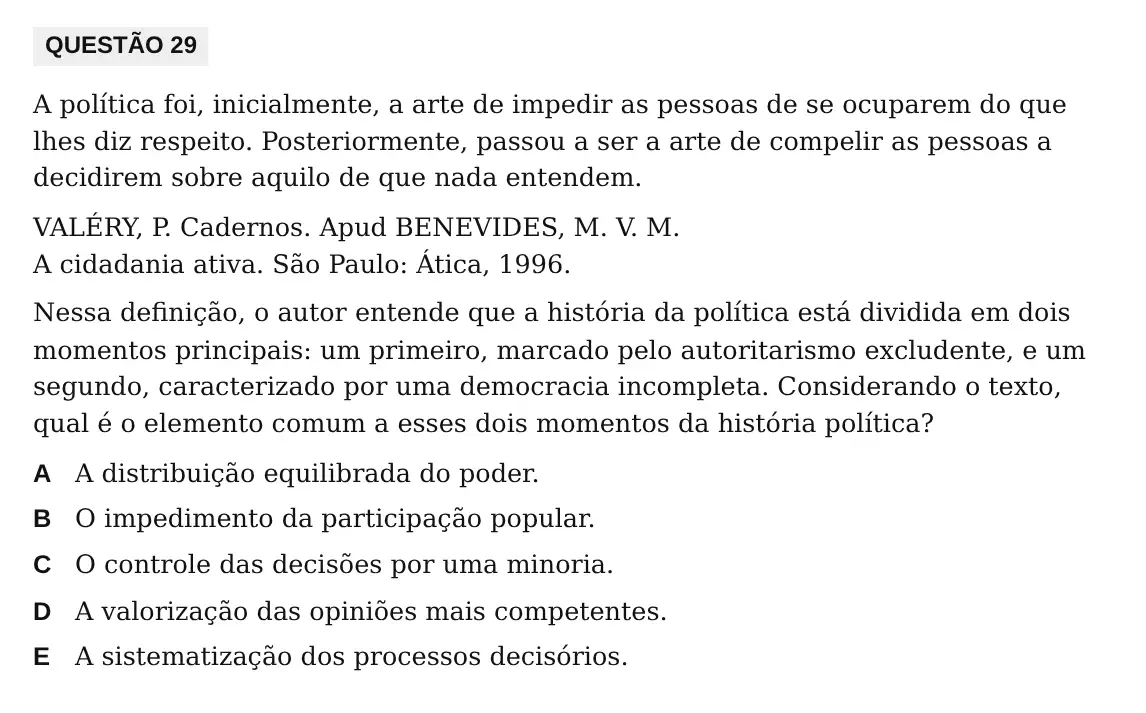 QUESTÃO 29
A política foi, inicialmente, a arte de impedir as pessoas de se ocuparem do que
lhes diz respeito. Posteriormente, passou a ser a arte de compelir as pessoas a
decidirem sobre aquilo de que nada entendem.
VALÉRY, P. Cadernos. Apud BENEVIDES, M. V. M.
A cidadania ativa. São Paulo: Ática, 1996.
Nessa definição, o autor entende que a história da política está dividida em dois
momentos principais: um primeiro, marcado pelo autoritarismo excludente, e um
segundo, caracterizado por uma democracia incompleta. Considerando o texto,
qual é o elemento comum a esses dois momentos da história política?
A A distribuição equilibrada do poder.
B O impedimento da participação popular.
C O controle das decisões por uma minoria.
D A valorização das opiniões mais competentes.
E A sistematização dos processos decisórios.